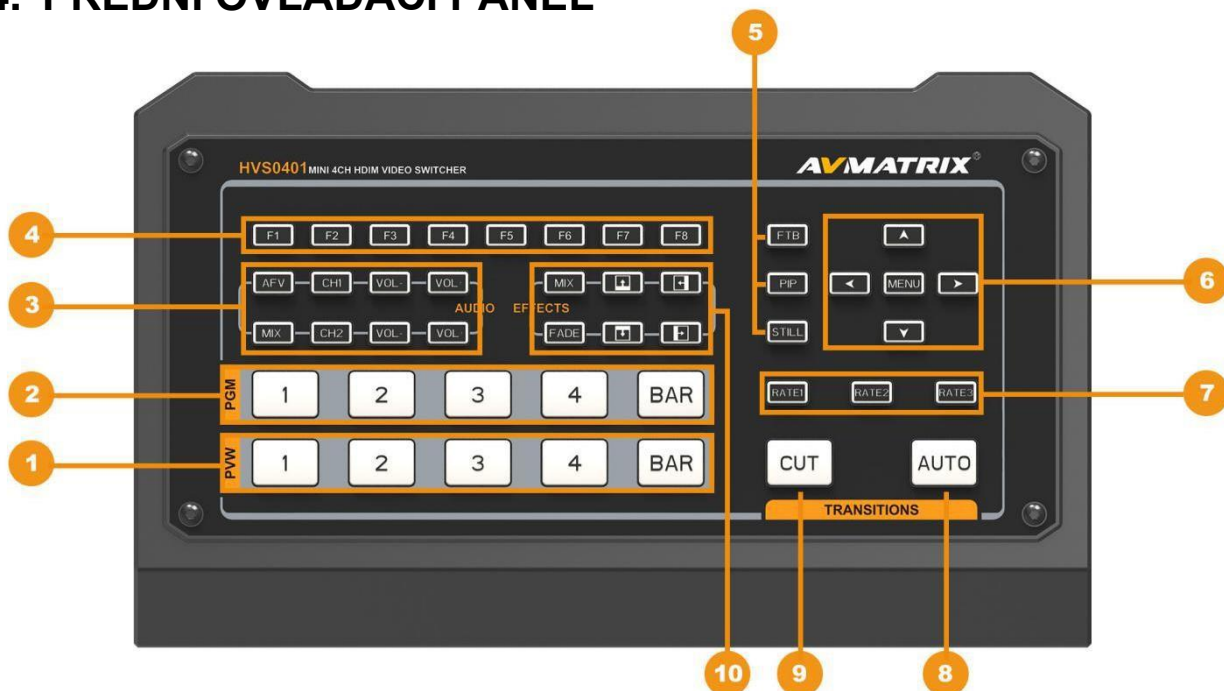 4. PŘEDNÍ OVLÁDACÍ PANEL
5
HVS0401 MINI 4CH HDIM VIDEO SWITCHER
AVMATRIX®
4
F1 F2 F3 F4 F5 F6 F7 F8
FTB
3
AFV CH1 VOL- VOL
MIX
PIP
MENU
6
AUDIO EFFECTS
MIX CH2 VOL- VOL-
FADE
STILL
2
PGM
1 2 3 4 BAR
RATE1 RATE2 RATE3
7
1
PVW
1 2 3 4 BAR
CUT
AUTO
TRANSITIONS
10
9
8